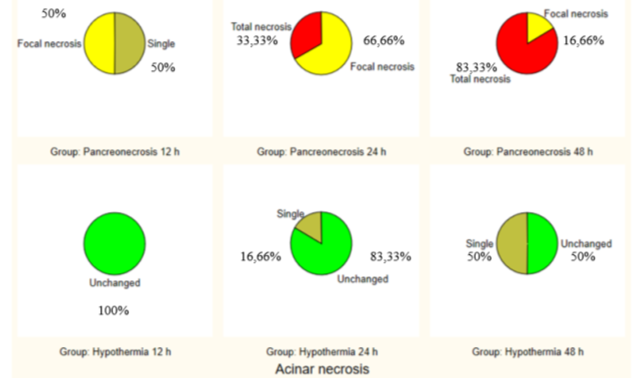 50%
Focal necrosis
Single
50%
Total necrosis
33,33%
66,66%
Focal necrosis
Focal necrosis
16,66%
83,33%
Total necrosis
Group: Pancreonecrosis 12 h
Group: Pancreonecrosis 24 h
Group: Pancreonecrosis 48 h
Unchanged
100%
Single
16,66%
83,33%
Unchanged
Single
50%
Unchanged
50%
Group: Hypothermia 12 h
Group: Hypothermia 24 h
Group: Hypothermia 48 h
Acinar necrosis